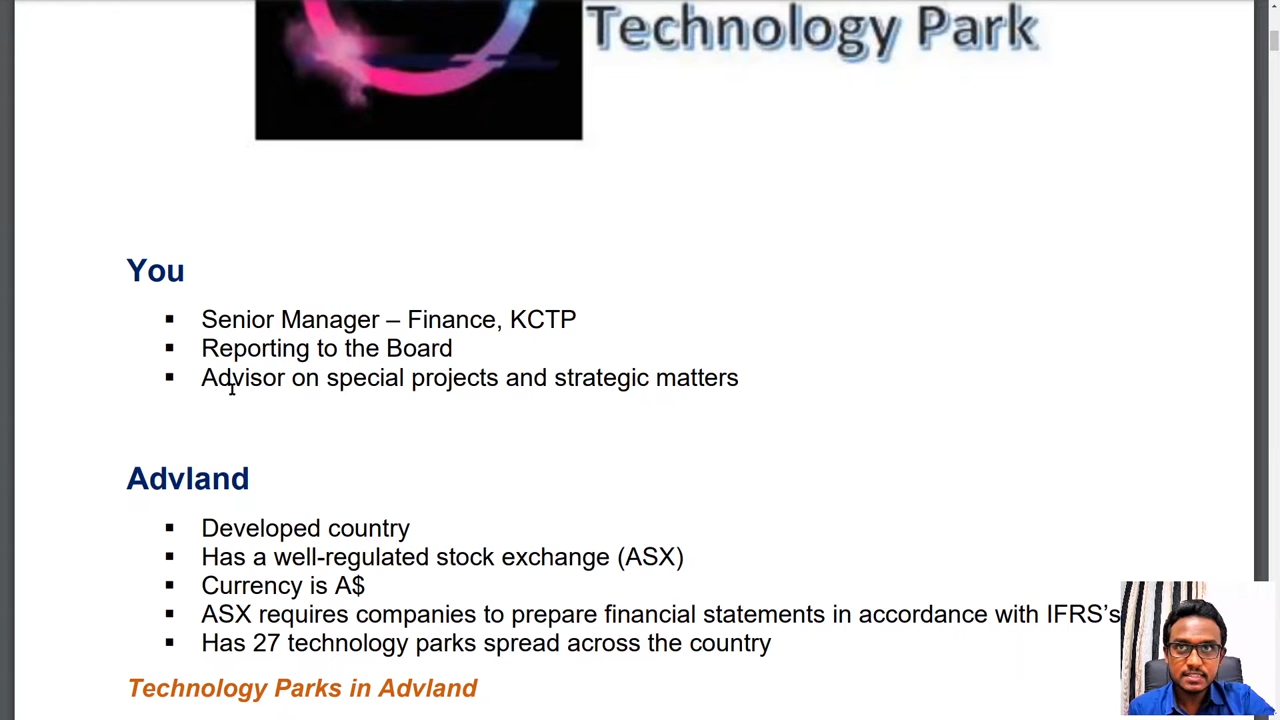 Technology Park
You
▪ Senior Manager – Finance, KCTP
▪ Reporting to the Board
▪ Advisor on special projects and strategic matters
Advland
▪ Developed country
▪ Has a well-regulated stock exchange (ASX)
▪ Currency is A$
▪ ASX requires companies to prepare financial statements in accordance with IFRS’s
▪ Has 27 technology parks spread across the country
Technology Parks in Advland